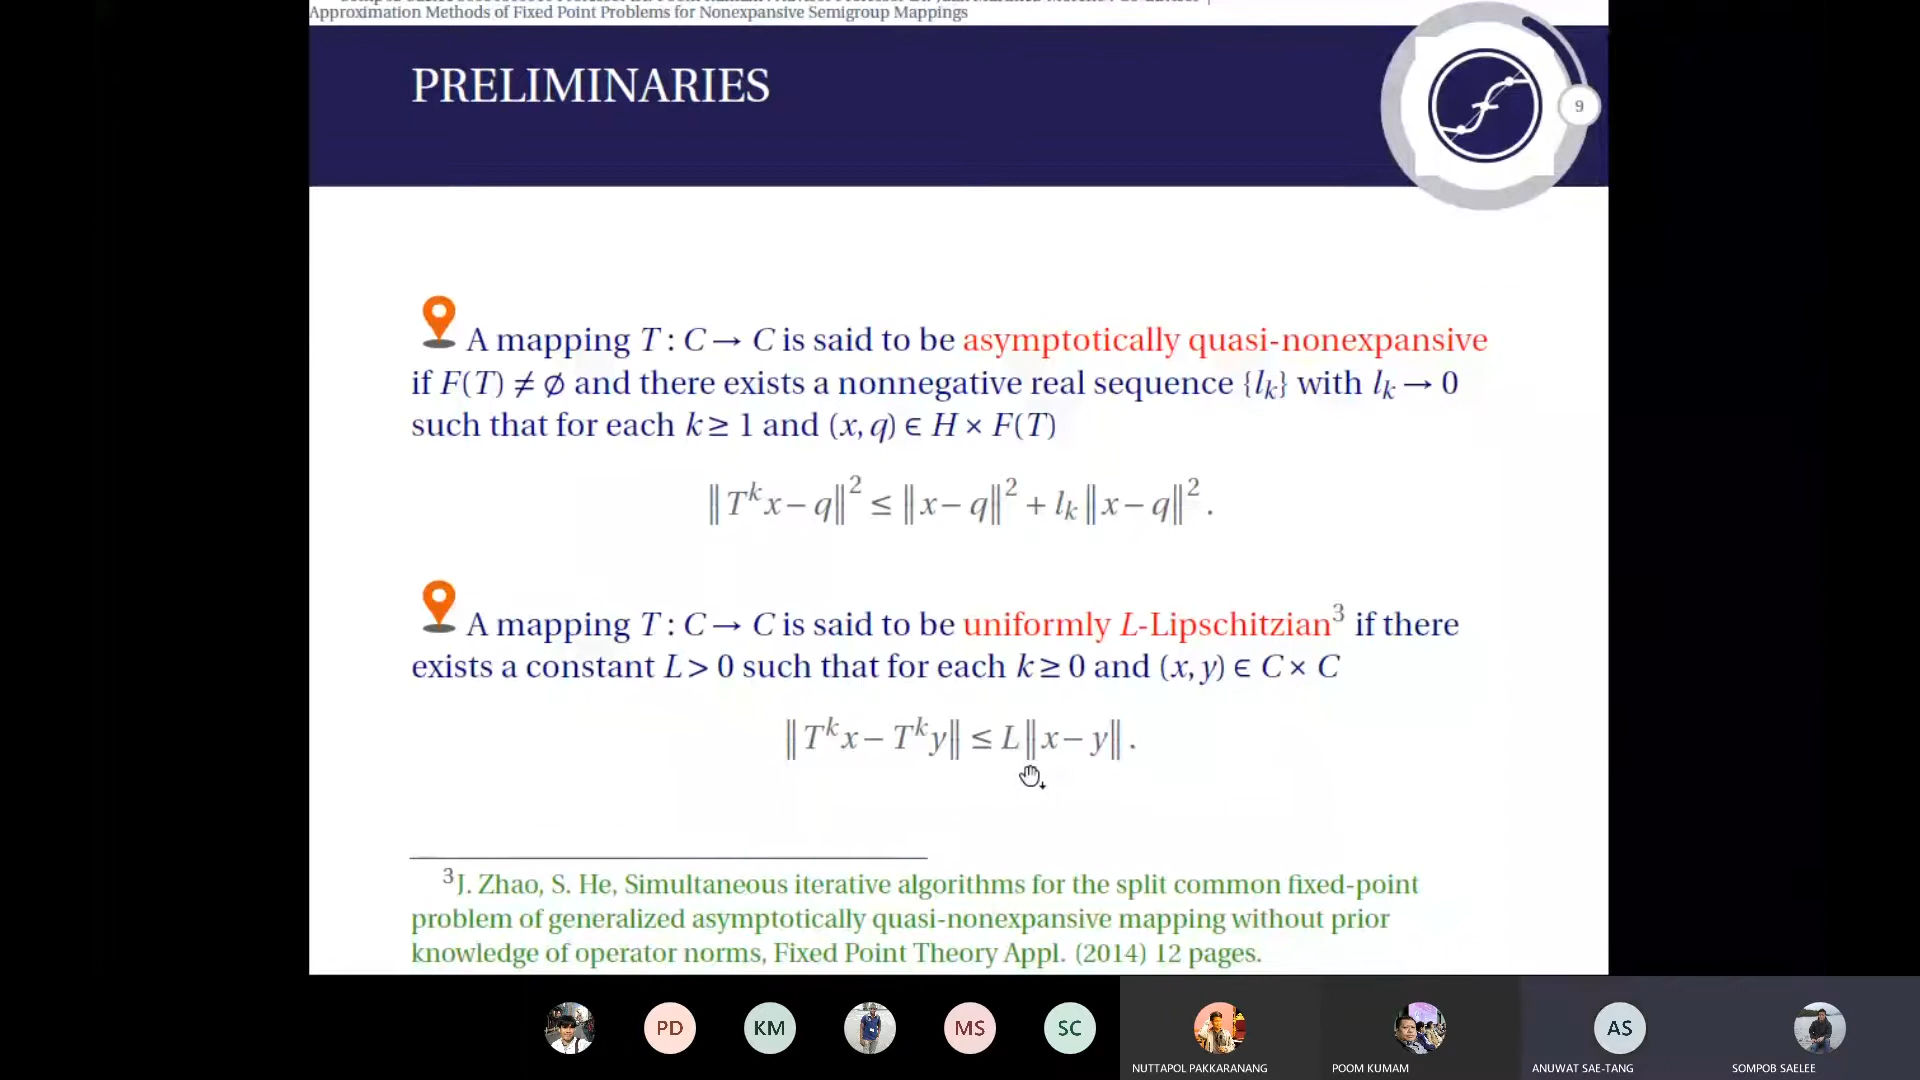 Approximation Methods of Fixed Point Problems for Nonexpansive Semigroup Mappings
PRELIMINARIES
9
A mapping T : C → C is said to be asymptotically quasi-nonexpansive
if F(T) ≠ ∅ and there exists a nonnegative real sequence {l_k} with l_k → 0
such that for each k ≥ 1 and (x, q) ∈ H × F(T)
‖T^k x − q‖² ≤ ‖x − q‖² + l_k ‖x − q‖² .
A mapping T : C → C is said to be uniformly L-Lipschitzian³ if there
exists a constant L > 0 such that for each k ≥ 0 and (x, y) ∈ C × C
‖T^k x − T^k y‖ ≤ L ‖x − y‖ .
³J. Zhao, S. He, Simultaneous iterative algorithms for the split common fixed-point
problem of generalized asymptotically quasi-nonexpansive mapping without prior
knowledge of operator norms, Fixed Point Theory Appl. (2014) 12 pages.
PD
KM
MS
SC
AS
NUTTAPOL PAKKARANANG
POOM KUMAM
ANUWAT SAE-TANG
SOMPOB SAELEE